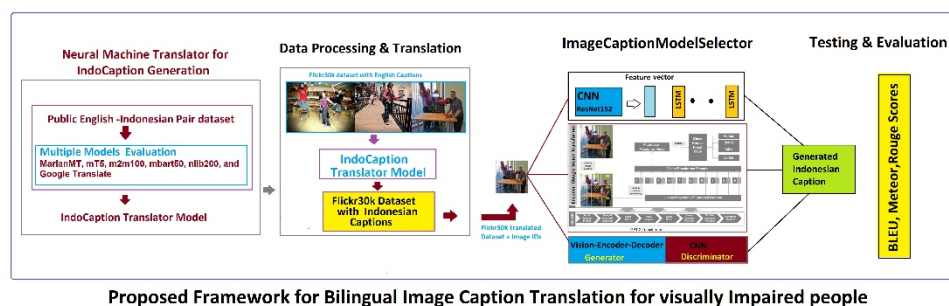 Neural Machine Translator for
IndoCaption Generation
Public English -Indonesian Pair dataset
Multiple Models Evaluation
MarianMT, mT5, m2m100, mbart50, nllb200, and
Google Translate
IndoCaption Translator Model
Data Processing & Translation
Flickr30k dataset with English Captions
IndoCaption
Translator Model
Flickr30k Dataset
with Indonesian
Captions
Flickr30K translated
Dataset + Image IDs
ImageCaptionModelSelector
Feature vector
CNN
ResNet152
LSTM
LSTM
Vision-Encoder-Decoder
Generator
CNN
Discriminator
Testing & Evaluation
Generated
Indonesian
Caption
BLEU, Meteor,Rouge Scores
Proposed Framework for Bilingual Image Caption Translation for visually Impaired people